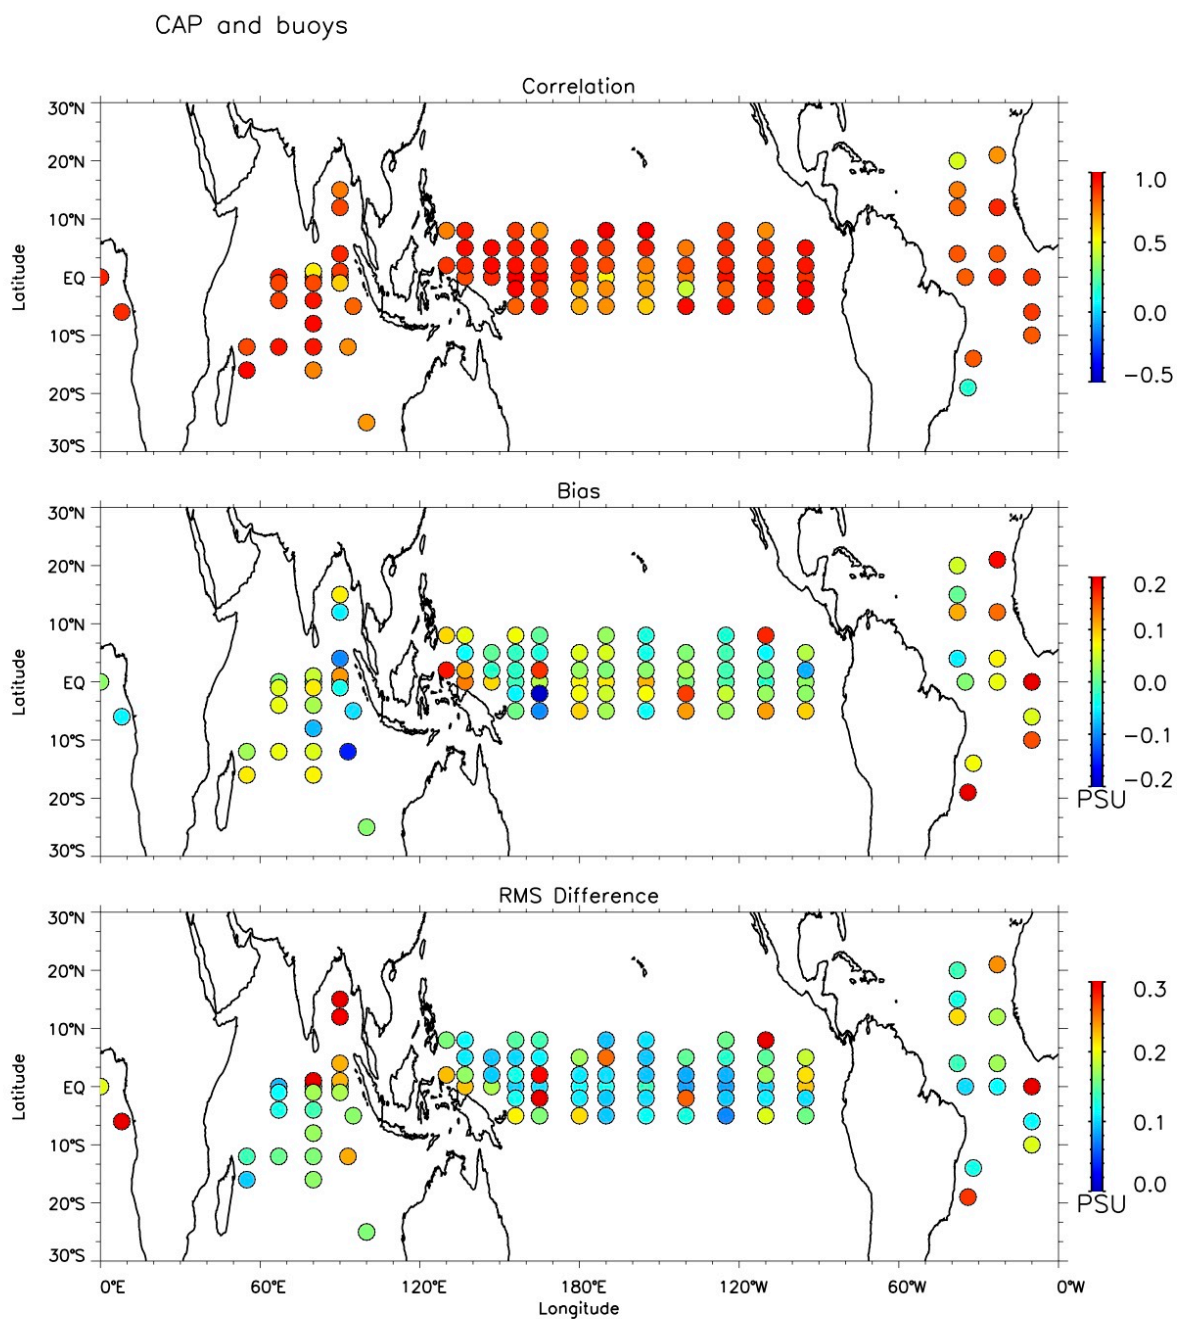 CAP and buoys
Correlation
30°N
20°N
10°N
EQ
10°S
20°S
30°S
Latitude
1.0
0.5
0.0
−0.5
Bias
30°N
20°N
10°N
EQ
10°S
20°S
30°S
Latitude
0.2
0.1
0.0
−0.1
−0.2
PSU
RMS Difference
30°N
20°N
10°N
EQ
10°S
20°S
30°S
Latitude
0.3
0.2
0.1
0.0
PSU
0°E 60°E 120°E 180°E 120°W 60°W 0°W
Longitude